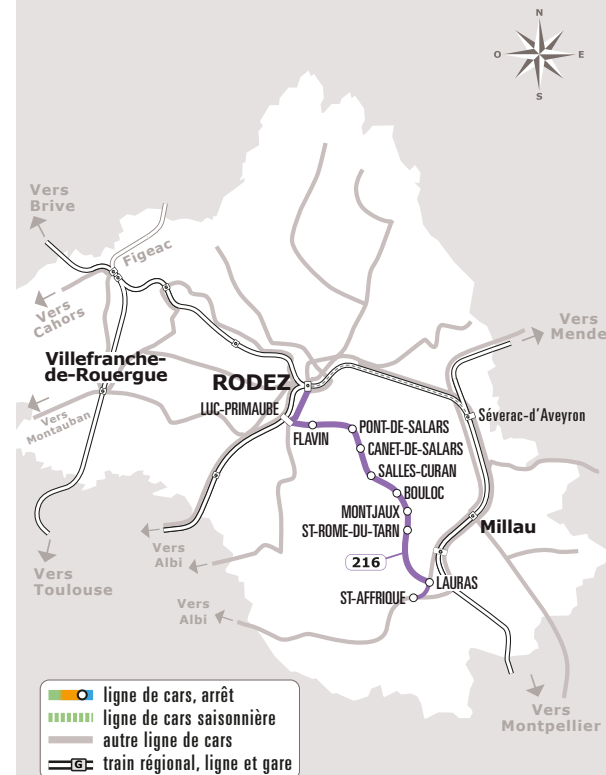 N
O
E
S
Vers
Brive
Figeac
Vers
Cahors
Vers
Mende
Villefranche-
de-Rouergue
RODEZ
LUC-PRIMAUBE
Vers
Montauban
FLAVIN
PONT-DE-SALARS
Séverac-d'Aveyron
CANET-DE-SALARS
SALLES-CURAN
BOULOC
MONTJAUX
Millau
ST-ROME-DU-TARN
Vers
Albi
216
Vers
Toulouse
LAURAS
ST-AFFRIQUE
Vers
Albi
Vers
Montpellier
ligne de cars, arrêt
ligne de cars saisonnière
autre ligne de cars
G train régional, ligne et gare